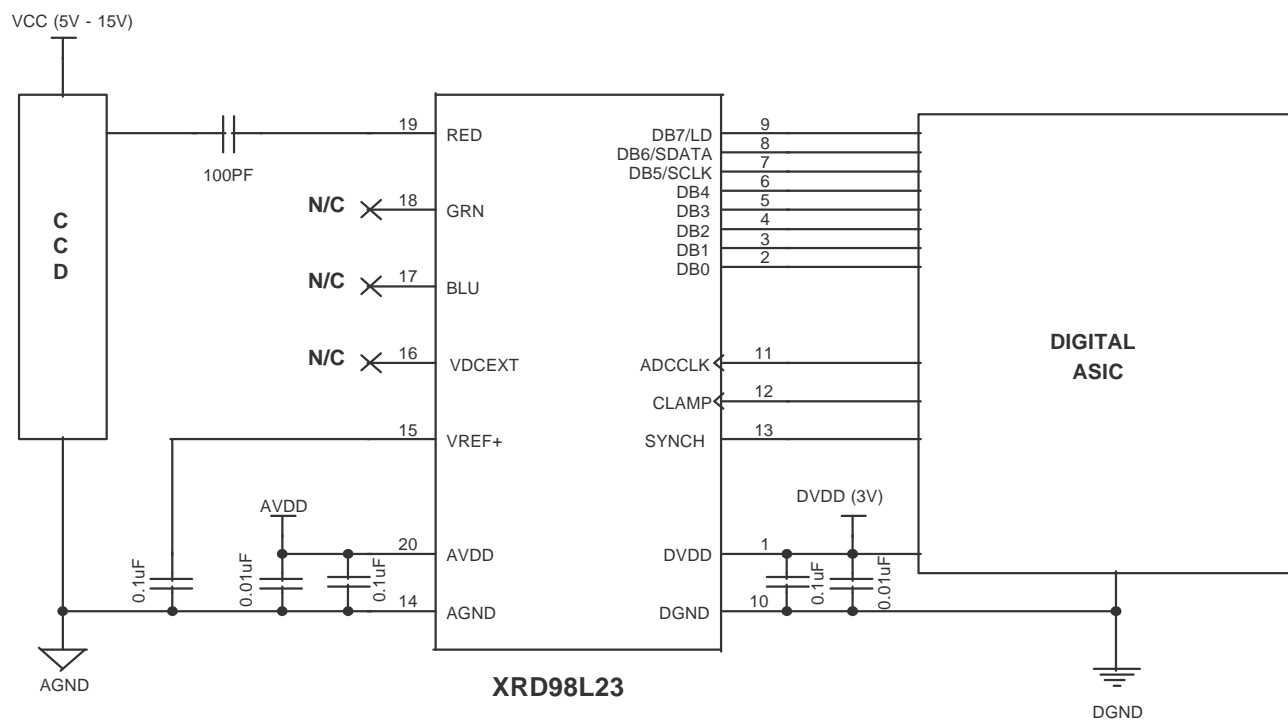 VCC (5V - 15V)
C
C
D
100PF
19
RED
N/C
18
GRN
N/C
17
BLU
N/C
16
VDCEXT
15
VREF+
AVDD
20
AVDD
14
AGND
0.1uF
0.01uF
0.1uF
AGND
DB7/LD
9
DB6/SDATA
8
DB5/SCLK
7
DB4
6
DB3
5
DB2
4
DB1
3
DB0
2
ADCCLK
11
CLAMP
12
SYNCH
13
DVDD (3V)
DVDD
1
DGND
10
0.1uF
0.01uF
DIGITAL
ASIC
XRD98L23
DGND